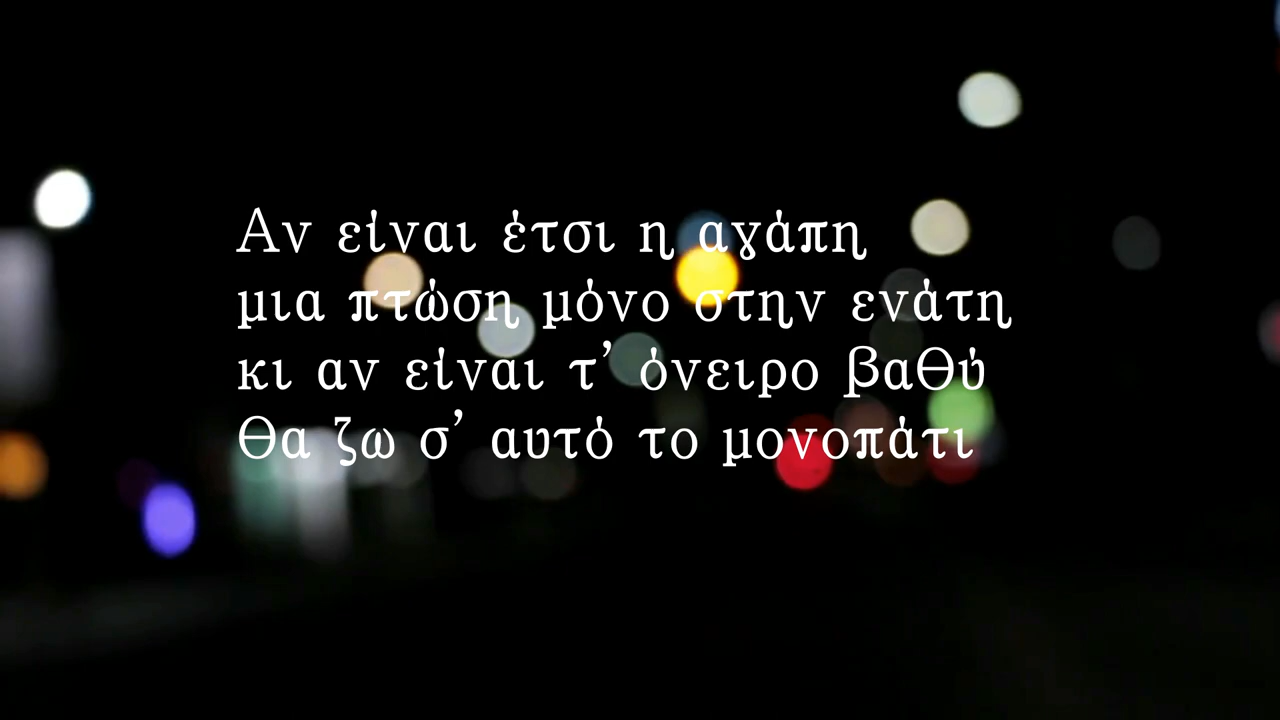 Αν είναι έτσι η αγάπη
μια πτώση μόνο στην ενάτη
κι αν είναι τ’ όνειρο βαθύ
Θα ζω σ’ αυτό το μονοπάτι